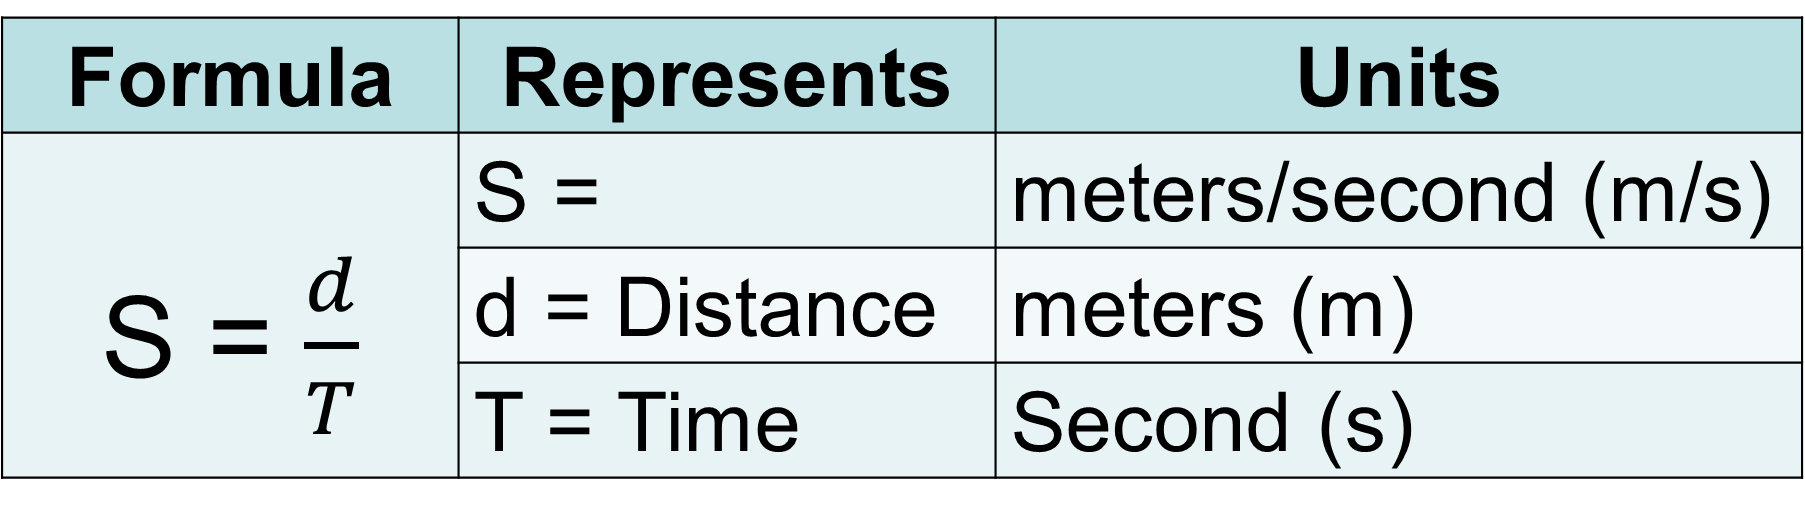 Formula Represents Units
S = d/T
S = meters/second (m/s)
d = Distance meters (m)
T = Time Second (s)